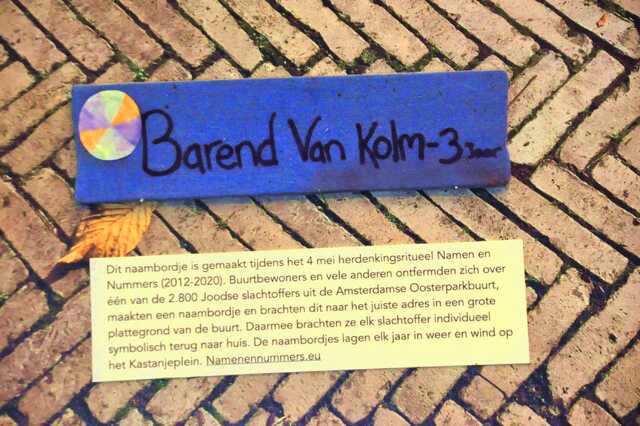 Barend Van Kolm-3 Jaar
Dit naambordje is gemaakt tijdens het 4 mei herdenkingsritueel Namen en
Nummers (2012-2020). Buurtbewoners en vele anderen ontfermden zich over
één van de 2.800 Joodse slachtoffers uit de Amsterdamse Oosterparkbuurt,
maakten een naambordje en brachten dit naar het juiste adres in een grote
plattegrond van de buurt. Daarmee brachten ze elk slachtoffer individueel
symbolisch terug naar huis. De naambordjes lagen elk jaar in weer en wind op
het Kastanjeplein. Namenennummers.eu